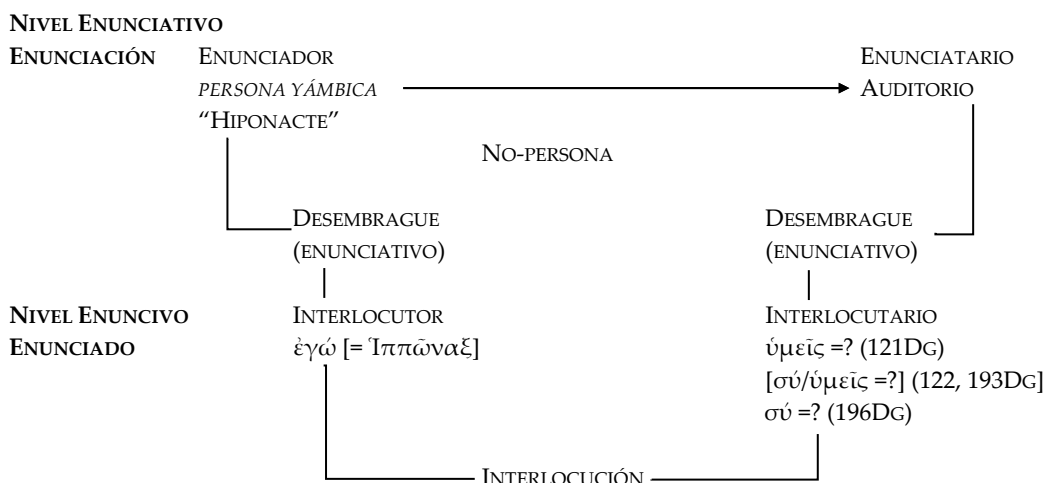 NIVEL ENUNCIATIVO
ENUNCIACIÓN ENUNCIADOR ENUNCIATARIO
PERSONA YÁMBICA AUDITORIO
“HIPONACTE”
NO-PERSONA
DESEMBRAGUE DESEMBRAGUE
(ENUNCIATIVO) (ENUNCIATIVO)
NIVEL ENUNCIVO INTERLOCUTOR INTERLOCUTARIO
ENUNCIADO ἐγώ [= Ἱππῶναξ] ὑμεῖς =? (121DG)
[σύ/ὑμεῖς =?] (122, 193DG]
σύ =? (196DG)
INTERLOCUCIÓN